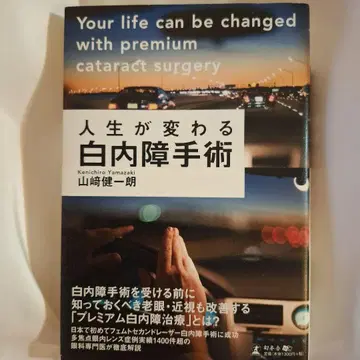 Your life can be changed
with premium
cataract surgery
人生が変わる
白内障手術
Kenichiro Yamazaki
山﨑健一朗
白内障手術を受ける前に
知っておくべき老眼・近視も改善する
「プレミアム白内障治療」とは?
日本で初めてフェムトセカンドレーザー白内障手術に成功
多焦点眼内レンズ症例実績1400件超の
眼科専門医が徹底解説